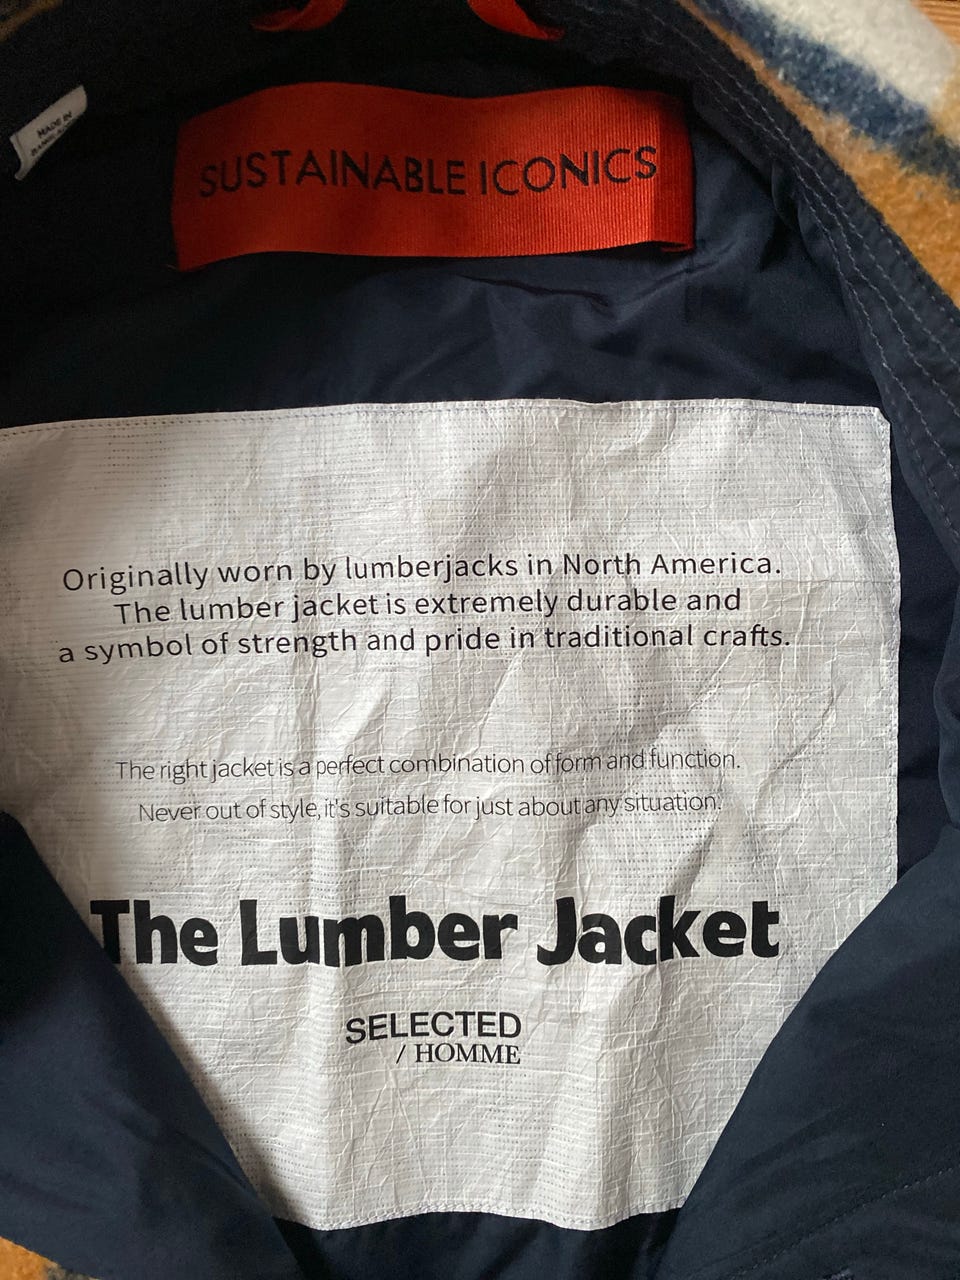 MADE IN
SUSTAINABLE ICONICS
Originally worn by lumberjacks in North America.
The lumber jacket is extremely durable and
a symbol of strength and pride in traditional crafts.
The right jacket is a perfect combination of form and function.
Never out of style, it's suitable for just about any situation.
The Lumber Jacket
SELECTED
/ HOMME